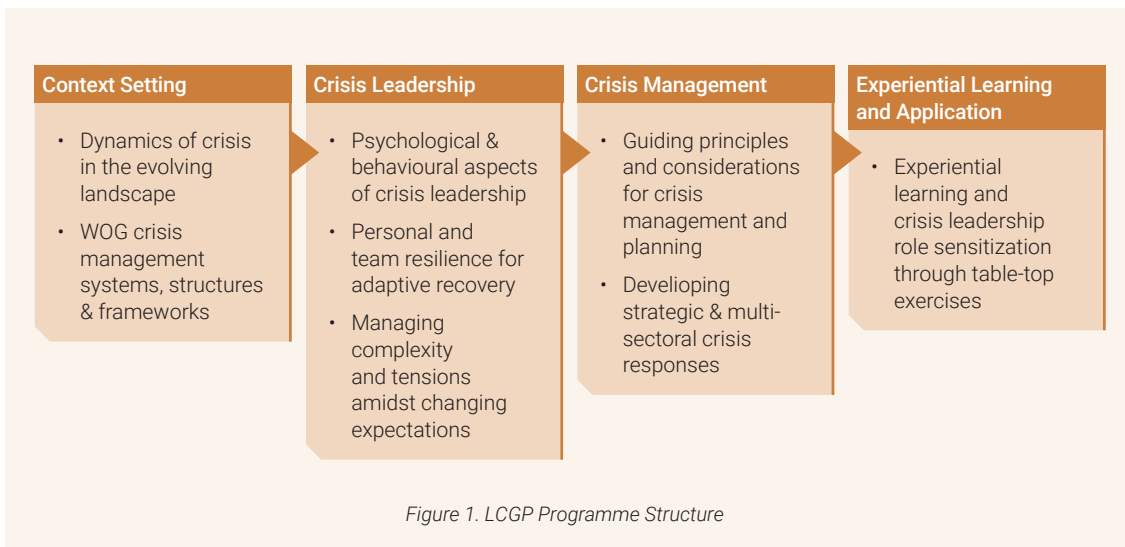 Context Setting
• Dynamics of crisis
in the evolving
landscape
• WOG crisis
management
systems, structures
& frameworks
Crisis Leadership
• Psychological &
behavioural aspects
of crisis leadership
• Personal and
team resilience for
adaptive recovery
• Managing
complexity
and tensions
amidst changing
expectations
Crisis Management
• Guiding principles
and considerations
for crisis
management and
planning
• Develioping
strategic & multi-
sectoral crisis
responses
Experiential Learning
and Application
• Experiential
learning and
crisis leadership
role sensitization
through table-top
exercises
Figure 1. LCGP Programme Structure